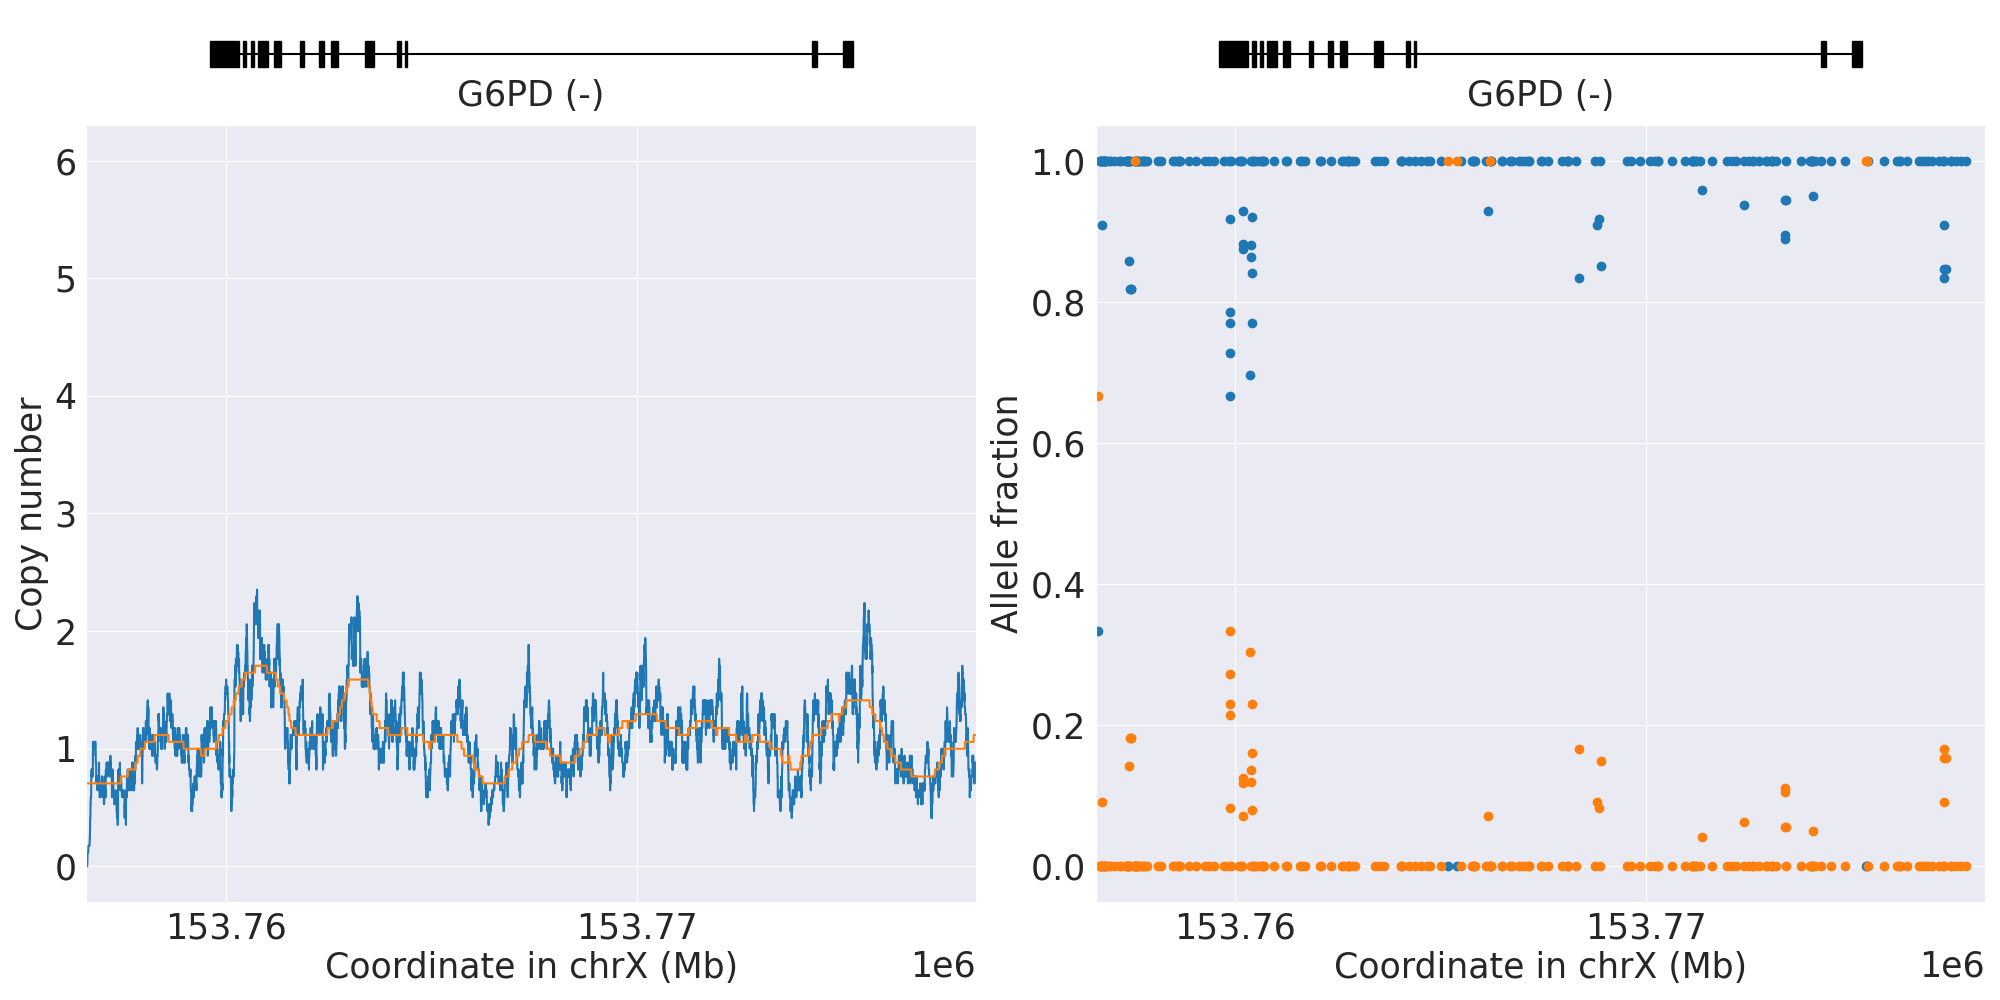 G6PD (-)
6
5
4
3
2
1
0
Copy number
153.76
153.77
Coordinate in chrX (Mb)
1e6
G6PD (-)
1.0
0.8
0.6
0.4
0.2
0.0
Allele fraction
153.76
153.77
Coordinate in chrX (Mb)
1e6